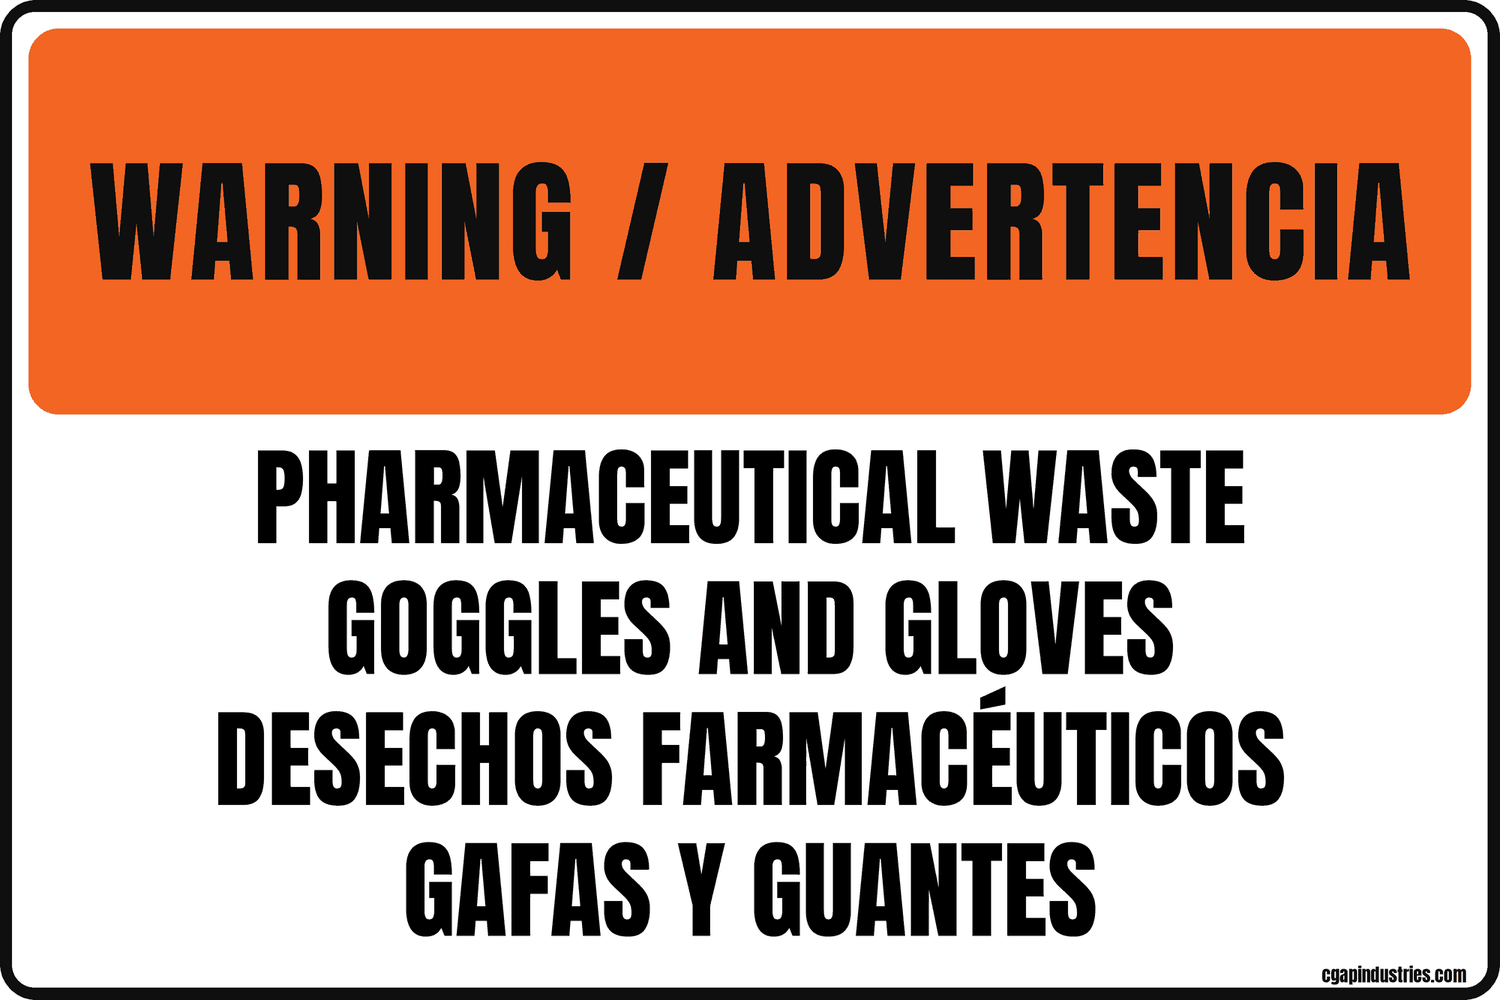 WARNING / ADVERTENCIA
PHARMACEUTICAL WASTE
GOGGLES AND GLOVES
DESECHOS FARMACÉUTICOS
GAFAS Y GUANTES
cgapindustries.com